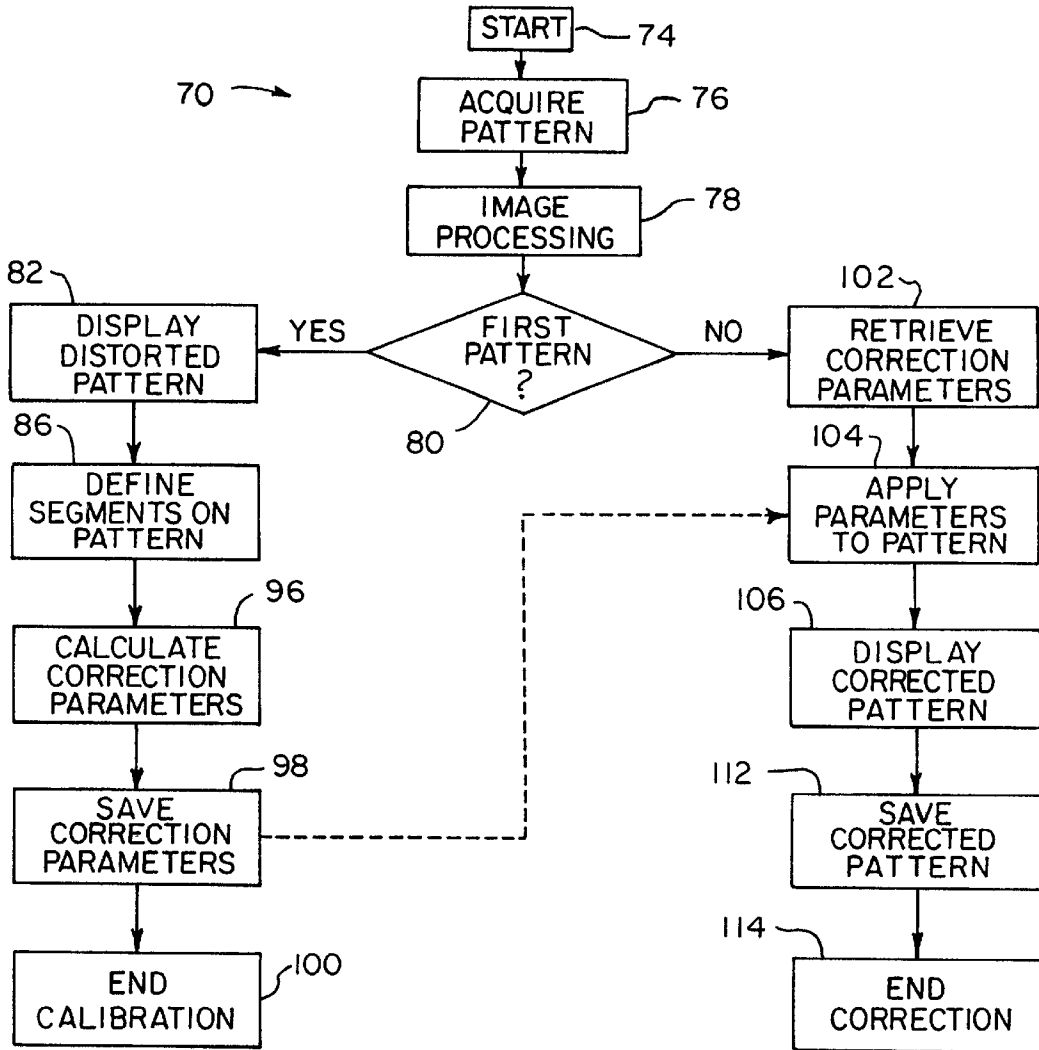 START
74
70
ACQUIRE
PATTERN
76
IMAGE
PROCESSING
78
FIRST
PATTERN
?
80
YES
NO
82
DISPLAY
DISTORTED
PATTERN
86
DEFINE
SEGMENTS ON
PATTERN
96
CALCULATE
CORRECTION
PARAMETERS
98
SAVE
CORRECTION
PARAMETERS
END
CALIBRATION
100
102
RETRIEVE
CORRECTION
PARAMETERS
104
APPLY
PARAMETERS
TO PATTERN
106
DISPLAY
CORRECTED
PATTERN
112
SAVE
CORRECTED
PATTERN
114
END
CORRECTION